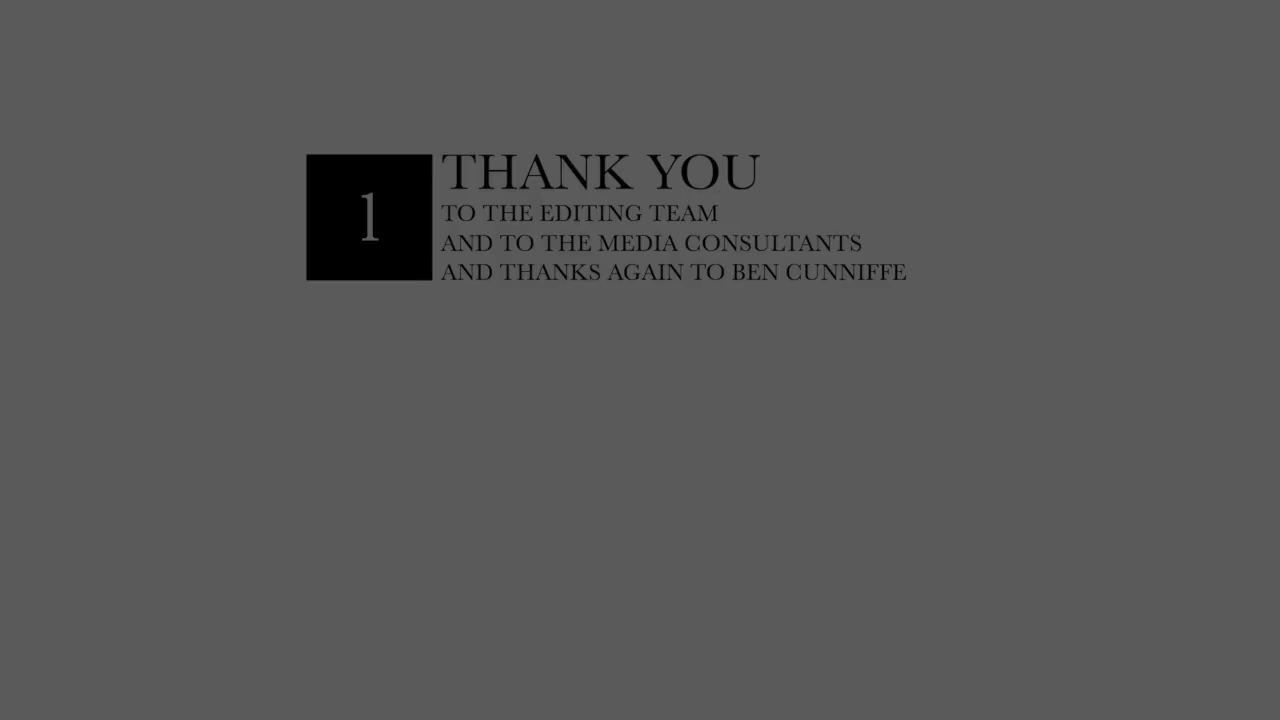 1
THANK YOU
TO THE EDITING TEAM
AND TO THE MEDIA CONSULTANTS
AND THANKS AGAIN TO BEN CUNNIFFE